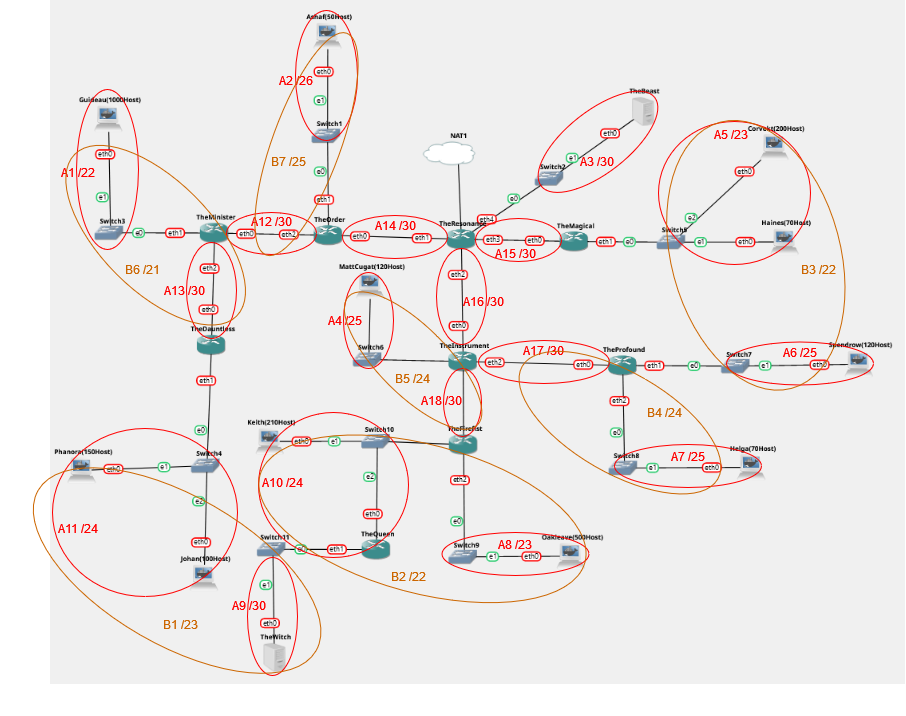 Ashaf(50Host)
A2 /26
eth0
e1
Switch1
e0
eth1
B7 /25
Guideau(1000Host)
eth0
A1 /22
e1
Switch3
e0
eth1
TheMinister
A12 /30
eth0
eth2
TheOrder
A14 /30
eth0
eth1
NAT1
TheBeast
eth0
e1
A3 /30
Switch2
e0
eth4
TheResonance
eth3
eth0
A15 /30
TheMagical
eth1
e0
Switch5
A5 /23
Corvokt(200Host)
eth0
e2
e1
eth0
Haines(70Host)
B3 /22
B6 /21
eth2
A13 /30
eth0
TheDauntless
eth1
MattCugat(120Host)
A4 /25
Switch6
B5 /24
eth2
A16 /30
eth0
TheInstrument
eth2
A17 /30
eth0
TheProfound
eth1
e0
Switch7
e1
A6 /25
eth0
Spendrow(120Host)
eth2
B4 /24
e0
Switch8
e1
A7 /25
eth0
Helga(70Host)
A18 /30
TheFirefist
eth2
e0
Switch9
e1
A8 /23
eth0
Oakleave(500Host)
Keith(210Host)
eth0
e1
Switch10
e2
A10 /24
eth0
TheQueen
eth1
e0
Switch11
B2 /22
e0
Switch4
e1
eth0
Phanora(150Host)
e2
A11 /24
eth0
Johan(100Host)
B1 /23
e1
A9 /30
eth0
TheWitch